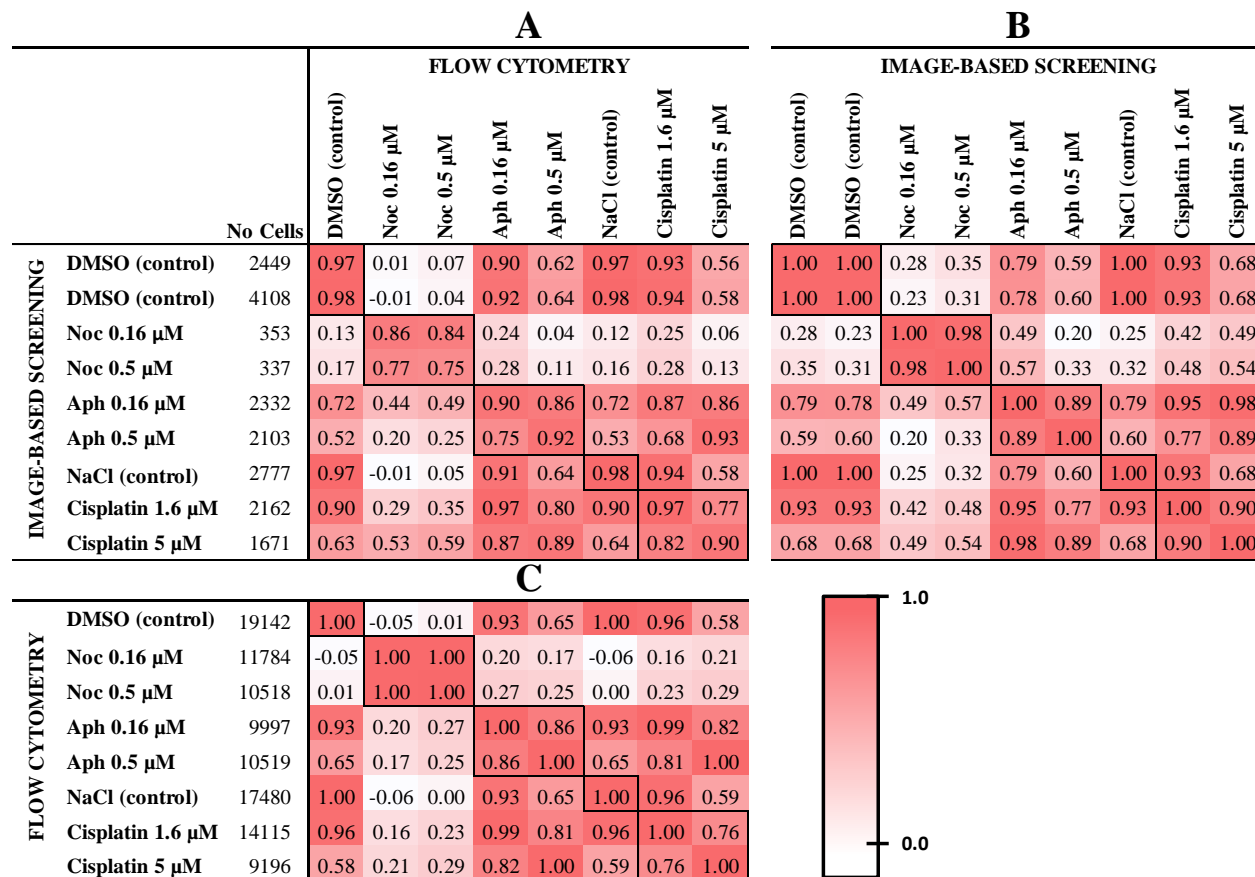 A B
FLOW CYTOMETRY IMAGE-BASED SCREENING
No Cells DMSO (control) Noc 0.16 µM Noc 0.5 µM Aph 0.16 µM Aph 0.5 µM NaCl (control) Cisplatin 1.6 µM Cisplatin 5 µM DMSO (control) DMSO (control) Noc 0.16 µM Noc 0.5 µM Aph 0.16 µM Aph 0.5 µM NaCl (control) Cisplatin 1.6 µM Cisplatin 5 µM
IMAGE-BASED SCREENING
DMSO (control) 2449 0.97 0.01 0.07 0.90 0.62 0.97 0.93 0.56 1.00 1.00 0.28 0.35 0.79 0.59 1.00 0.93 0.68
DMSO (control) 4108 0.98 -0.01 0.04 0.92 0.64 0.98 0.94 0.58 1.00 1.00 0.23 0.31 0.78 0.60 1.00 0.93 0.68
Noc 0.16 µM 353 0.13 0.86 0.84 0.24 0.04 0.12 0.25 0.06 0.28 0.23 1.00 0.98 0.49 0.20 0.25 0.42 0.49
Noc 0.5 µM 337 0.17 0.77 0.75 0.28 0.11 0.16 0.28 0.13 0.35 0.31 0.98 1.00 0.57 0.33 0.32 0.48 0.54
Aph 0.16 µM 2332 0.72 0.44 0.49 0.90 0.86 0.72 0.87 0.86 0.79 0.78 0.49 0.57 1.00 0.89 0.79 0.95 0.98
Aph 0.5 µM 2103 0.52 0.20 0.25 0.75 0.92 0.53 0.68 0.93 0.59 0.60 0.20 0.33 0.89 1.00 0.60 0.77 0.89
NaCl (control) 2777 0.97 -0.01 0.05 0.91 0.64 0.98 0.94 0.58 1.00 1.00 0.25 0.32 0.79 0.60 1.00 0.93 0.68
Cisplatin 1.6 µM 2162 0.90 0.29 0.35 0.97 0.80 0.90 0.97 0.77 0.93 0.93 0.42 0.48 0.95 0.77 0.93 1.00 0.90
Cisplatin 5 µM 1671 0.63 0.53 0.59 0.87 0.89 0.64 0.82 0.90 0.68 0.68 0.49 0.54 0.98 0.89 0.68 0.90 1.00
C
FLOW CYTOMETRY
DMSO (control) 19142 1.00 -0.05 0.01 0.93 0.65 1.00 0.96 0.58
Noc 0.16 µM 11784 -0.05 1.00 1.00 0.20 0.17 -0.06 0.16 0.21
Noc 0.5 µM 10518 0.01 1.00 1.00 0.27 0.25 0.00 0.23 0.29
Aph 0.16 µM 9997 0.93 0.20 0.27 1.00 0.86 0.93 0.99 0.82
Aph 0.5 µM 10519 0.65 0.17 0.25 0.86 1.00 0.65 0.81 1.00
NaCl (control) 17480 1.00 -0.06 0.00 0.93 0.65 1.00 0.96 0.59
Cisplatin 1.6 µM 14115 0.96 0.16 0.23 0.99 0.81 0.96 1.00 0.76
Cisplatin 5 µM 9196 0.58 0.21 0.29 0.82 1.00 0.59 0.76 1.00
1.0
0.0